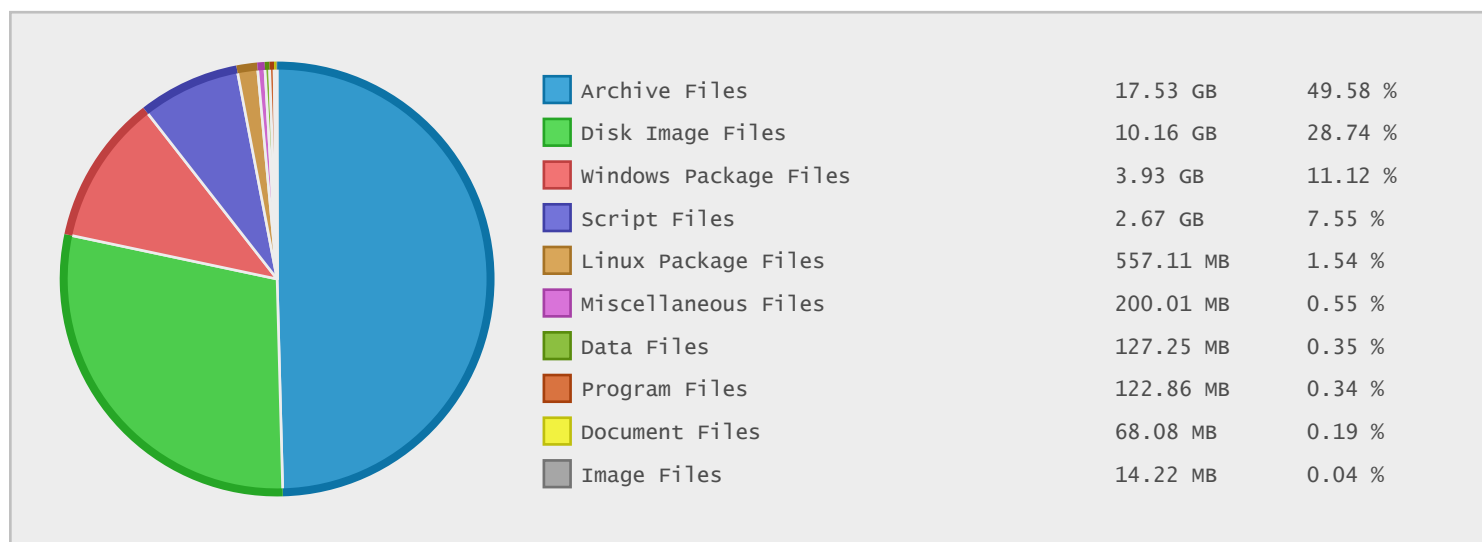 Archive Files 17.53 GB 49.58 %
Disk Image Files 10.16 GB 28.74 %
Windows Package Files 3.93 GB 11.12 %
Script Files 2.67 GB 7.55 %
Linux Package Files 557.11 MB 1.54 %
Miscellaneous Files 200.01 MB 0.55 %
Data Files 127.25 MB 0.35 %
Program Files 122.86 MB 0.34 %
Document Files 68.08 MB 0.19 %
Image Files 14.22 MB 0.04 %